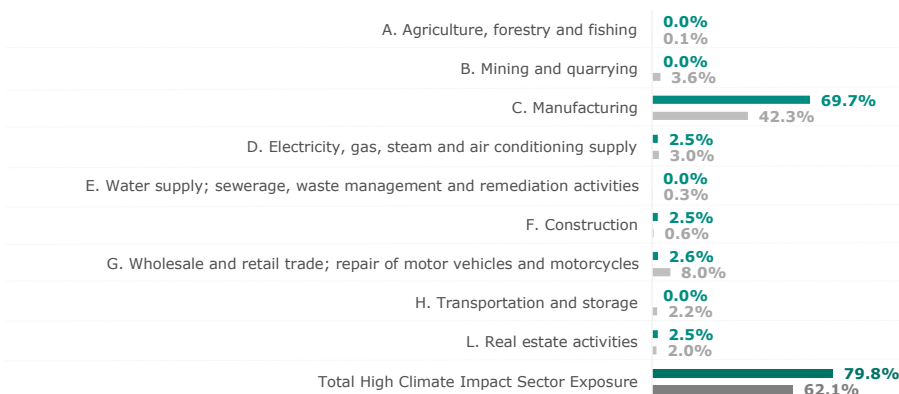 A. Agriculture, forestry and fishing
0.0%
0.1%
B. Mining and quarrying
0.0%
3.6%
C. Manufacturing
69.7%
42.3%
D. Electricity, gas, steam and air conditioning supply
2.5%
3.0%
E. Water supply; sewerage, waste management and remediation activities
0.0%
0.3%
F. Construction
2.5%
0.6%
G. Wholesale and retail trade; repair of motor vehicles and motorcycles
2.6%
8.0%
H. Transportation and storage
0.0%
2.2%
L. Real estate activities
2.5%
2.0%
Total High Climate Impact Sector Exposure
79.8%
62.1%